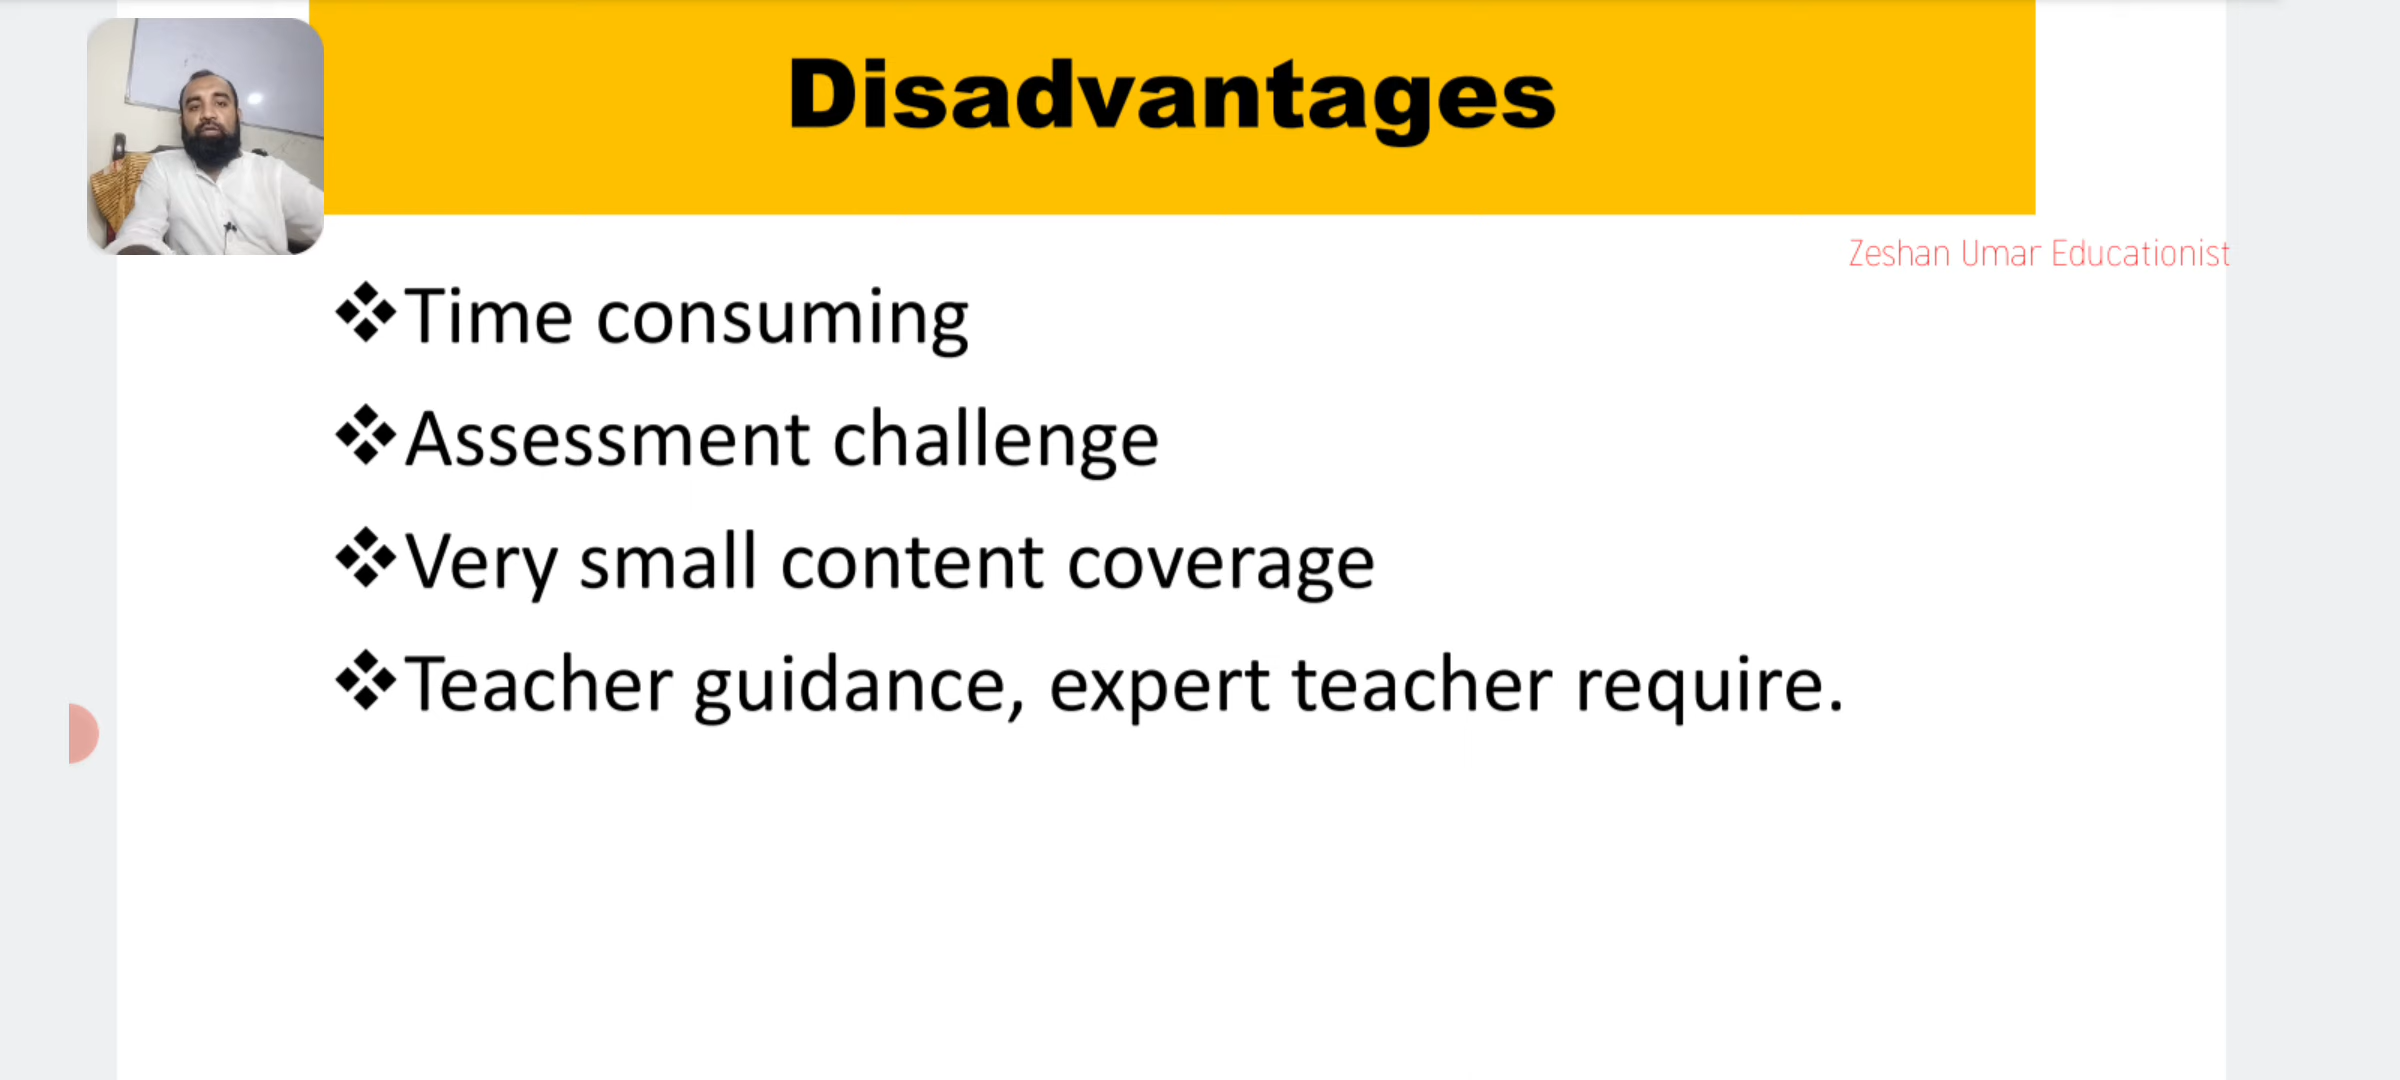 Disadvantages
Zeshan Umar Educationist
❖Time consuming
❖Assessment challenge
❖Very small content coverage
❖Teacher guidance, expert teacher require.